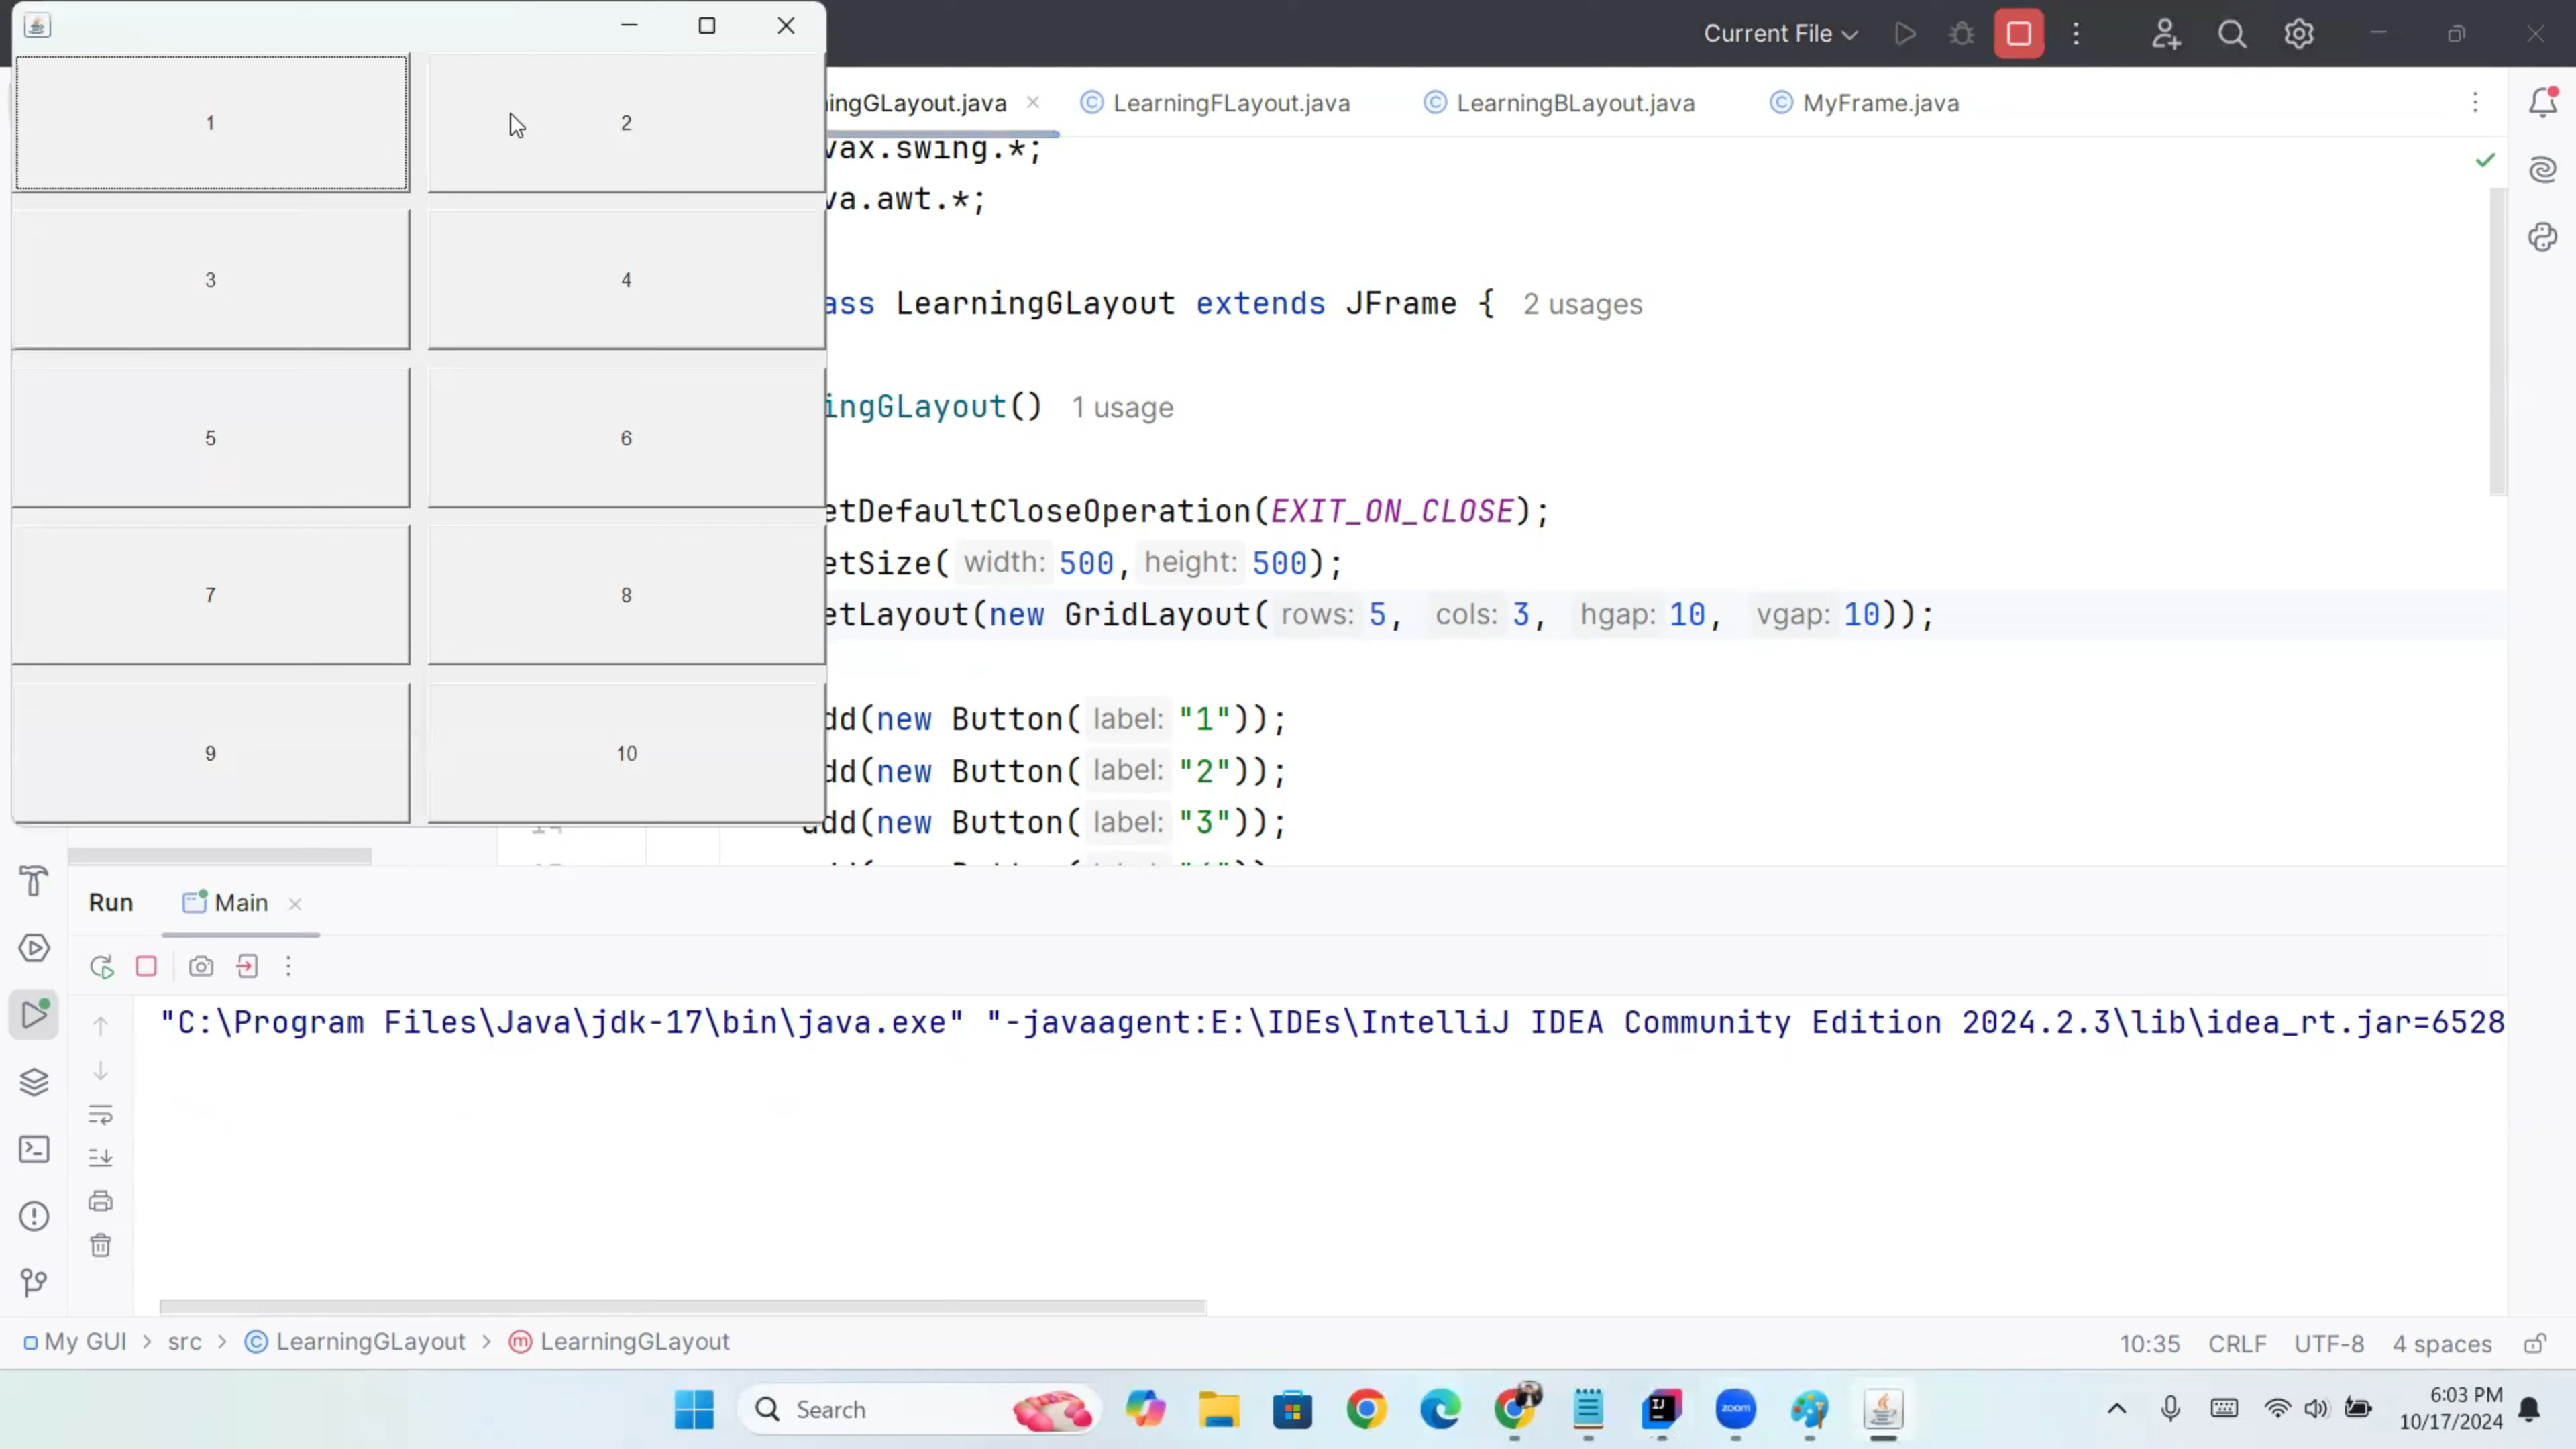 Current File
ingGLayout.java
LearningFLayout.java
LearningBLayout.java
MyFrame.java
1
2
3
4
5
6
7
8
9
10
vax.swing.*;
va.awt.*;
ass LearningGLayout extends JFrame { 2 usages
ingGLayout() 1 usage
etDefaultCloseOperation(EXIT_ON_CLOSE);
etSize( width: 500, height: 500);
etLayout(new GridLayout( rows: 5, cols: 3, hgap: 10, vgap: 10));
dd(new Button( label: "1"));
dd(new Button( label: "2"));
add(new Button( label: "3"));
Run
Main
"C:\Program Files\Java\jdk-17\bin\java.exe" "-javaagent:E:\IDEs\IntelliJ IDEA Community Edition 2024.2.3\lib\idea_rt.jar=6528
My GUI > src > LearningGLayout > LearningGLayout
10:35 CRLF UTF-8 4 spaces
Search
zoom
6:03 PM
10/17/2024